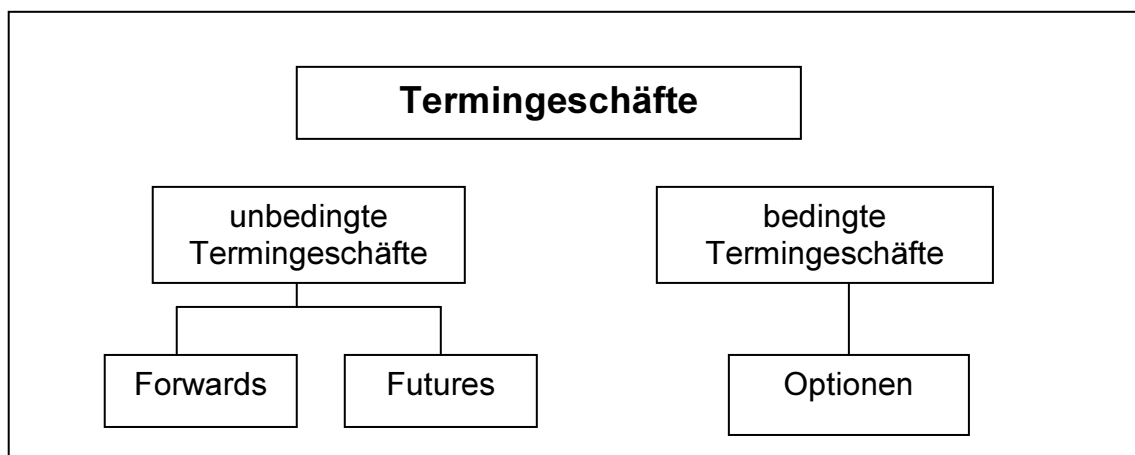 Termingeschäfte
unbedingte
Termingeschäfte
bedingte
Termingeschäfte
Forwards
Futures
Optionen